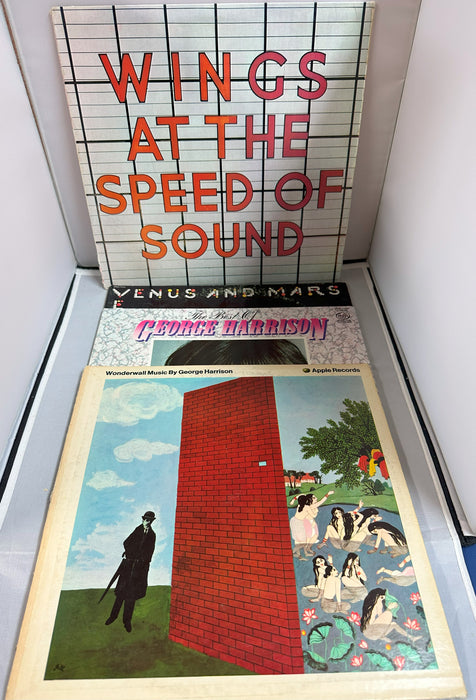 WINGS
AT THE
SPEED OF
SOUND
VENUS AND MARS
The Best Of
GEORGE HARRISON
Wonderwall Music By George Harrison
Apple Records